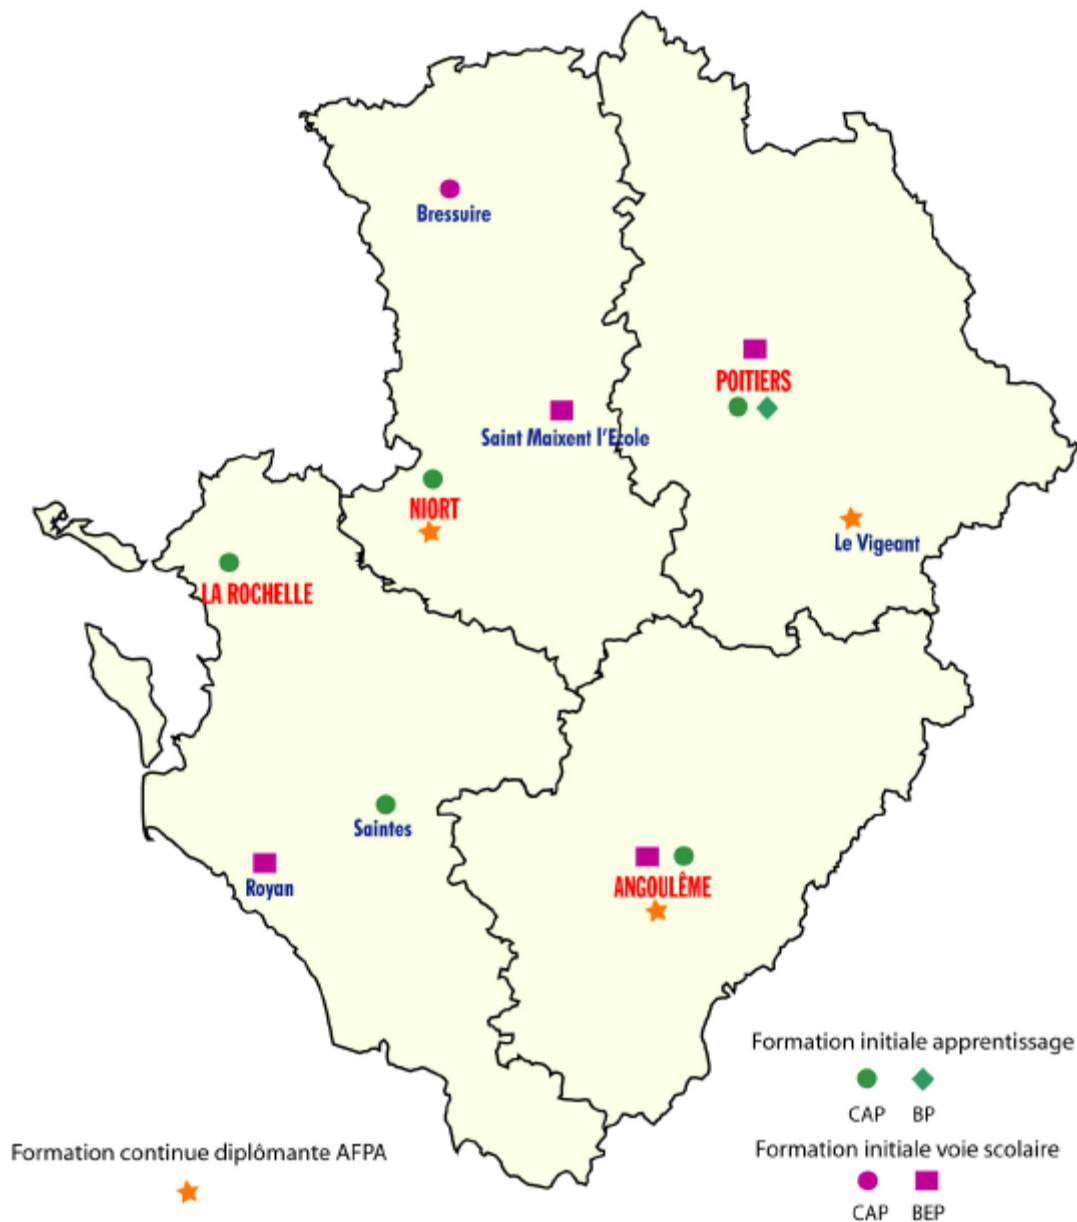 Bressuire
POITIERS
Saint Maixent l'Ecole
NIORT
Le Vigeant
LA ROCHELLE
Saintes
Royan
ANGOULÊME
Formation initiale apprentissage
CAP BP
Formation continue diplômante AFPA
Formation initiale voie scolaire
CAP BEP